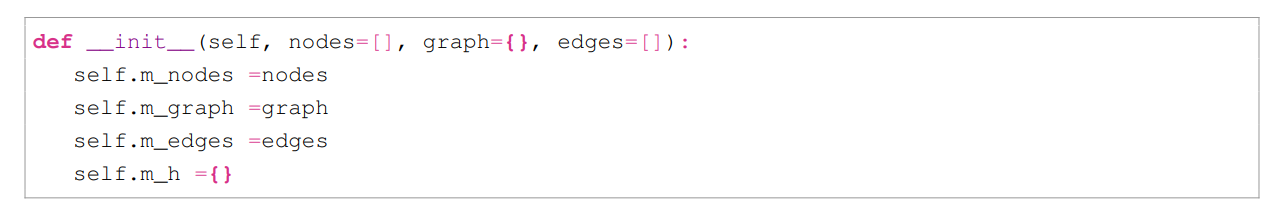 def __init__(self, nodes=[], graph={}, edges=[]):
   self.m_nodes =nodes
   self.m_graph =graph
   self.m_edges =edges
   self.m_h ={}